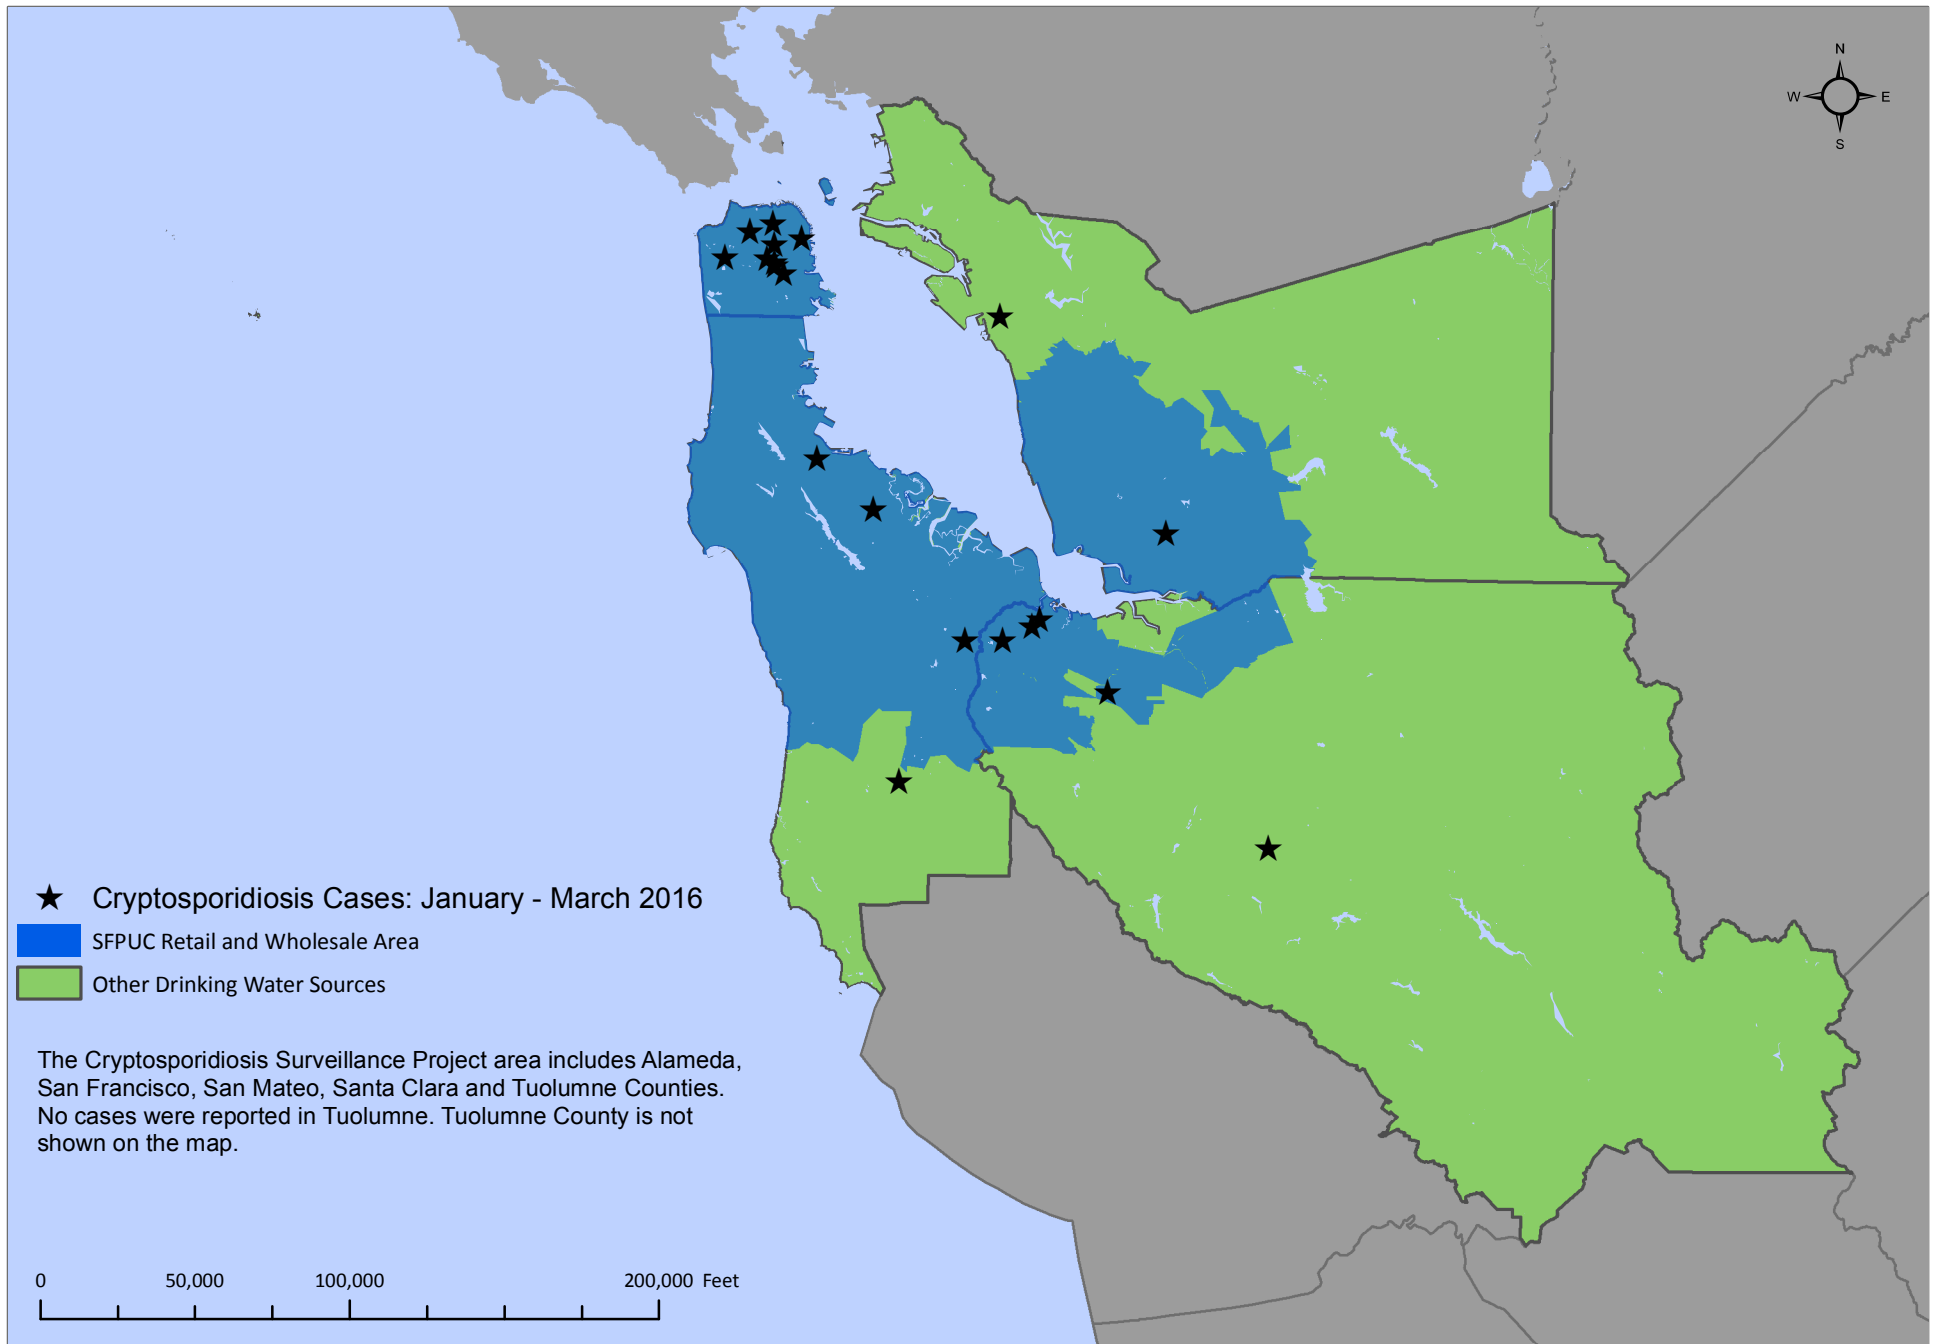 N
W E
S
Cryptosporidiosis Cases: January - March 2016
SFPUC Retail and Wholesale Area
Other Drinking Water Sources
The Cryptosporidiosis Surveillance Project area includes Alameda,
San Francisco, San Mateo, Santa Clara and Tuolumne Counties.
No cases were reported in Tuolumne. Tuolumne County is not
shown on the map.
0 50,000 100,000 200,000 Feet